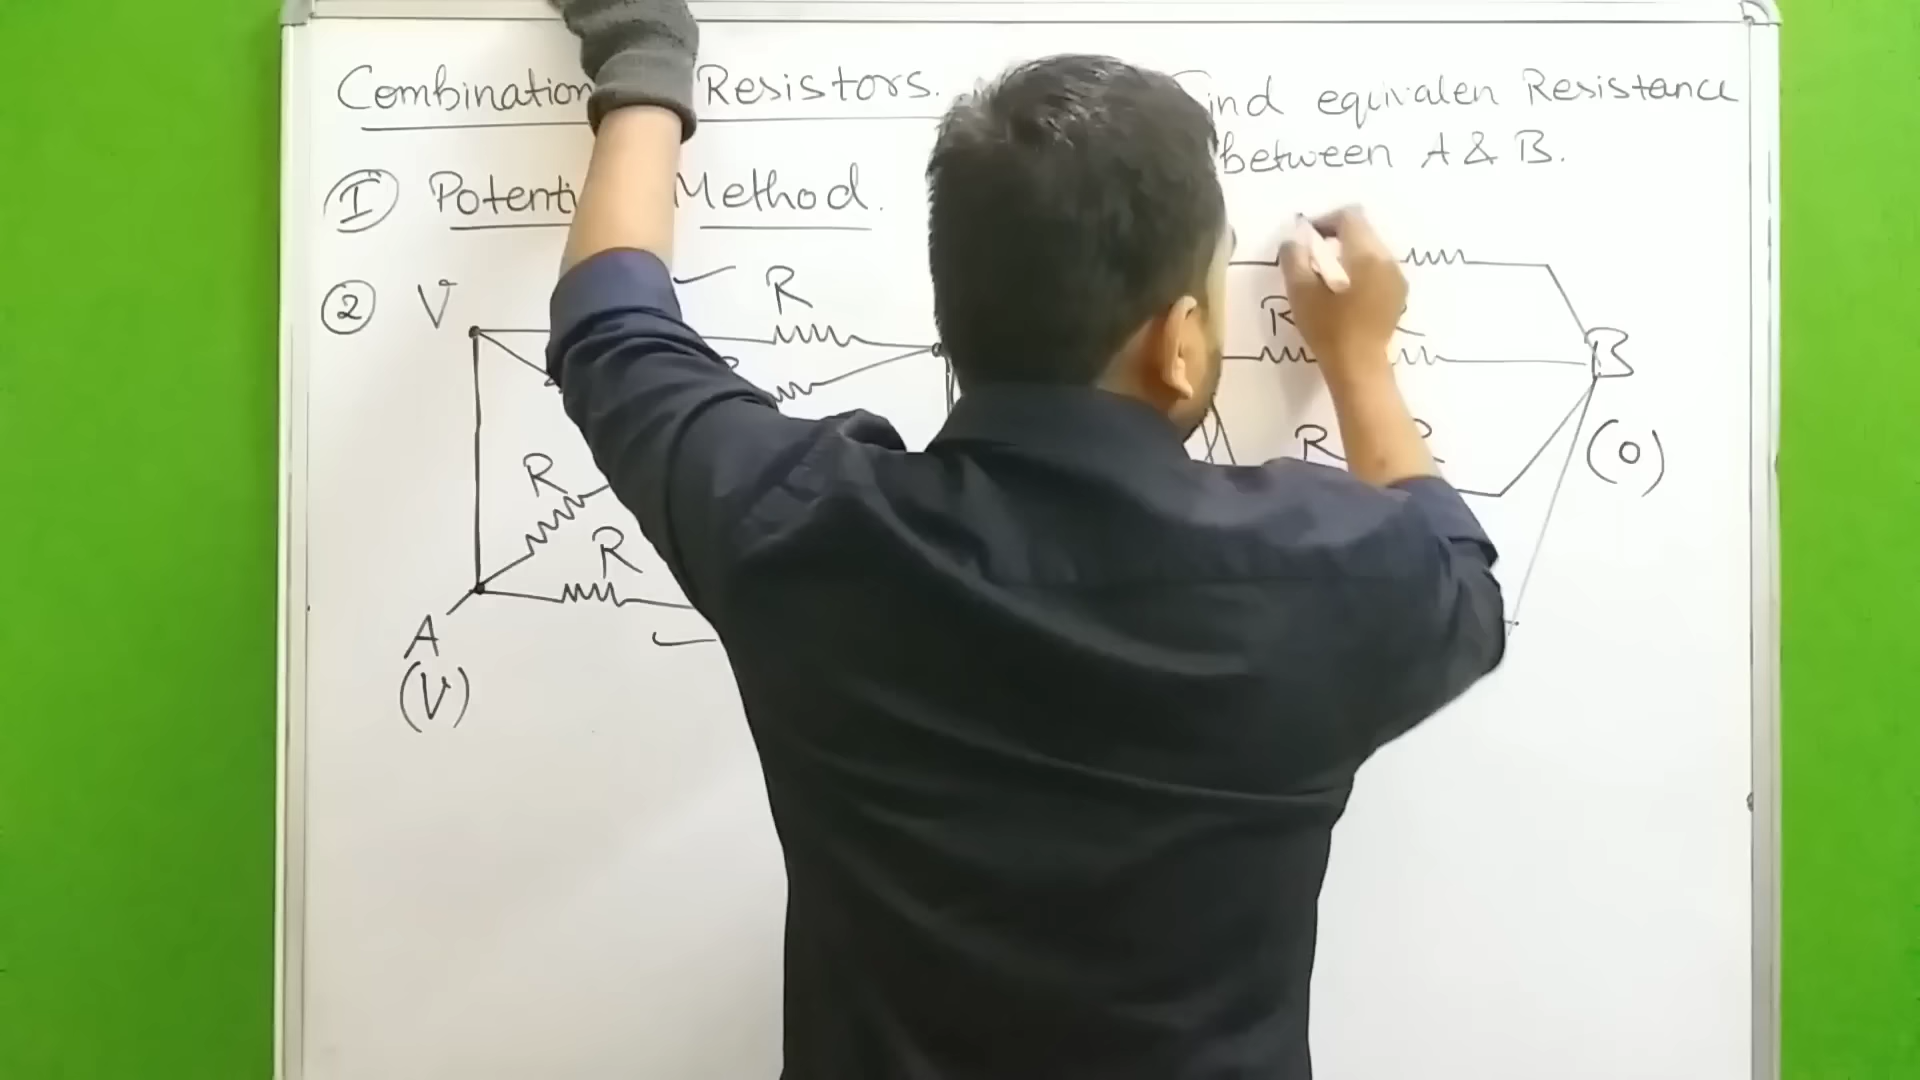 Combination Resistors.
Find equivalen Resistance
between A & B.
I Potenti Method.
2 V R
R R
B
R R
(0)
R
R
A
(V)